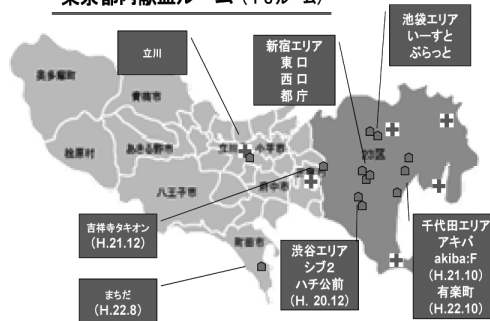 東京都内献血ルーム（13ルーム）
池袋エリア
いーすと
ぶらっと
新宿エリア
東口
西口
都庁
立川
奥多摩町
青梅市
檜原村
あきる野市
立川
小平市
23区
八王子市
府中市
町田市
吉祥寺タキオン
(H.21.12)
まちだ
(H.22.8)
渋谷エリア
シブ2
ハチ公前
(H. 20.12)
千代田エリア
アキバ
akiba:F
(H.21.10)
有楽町
(H.22.10)